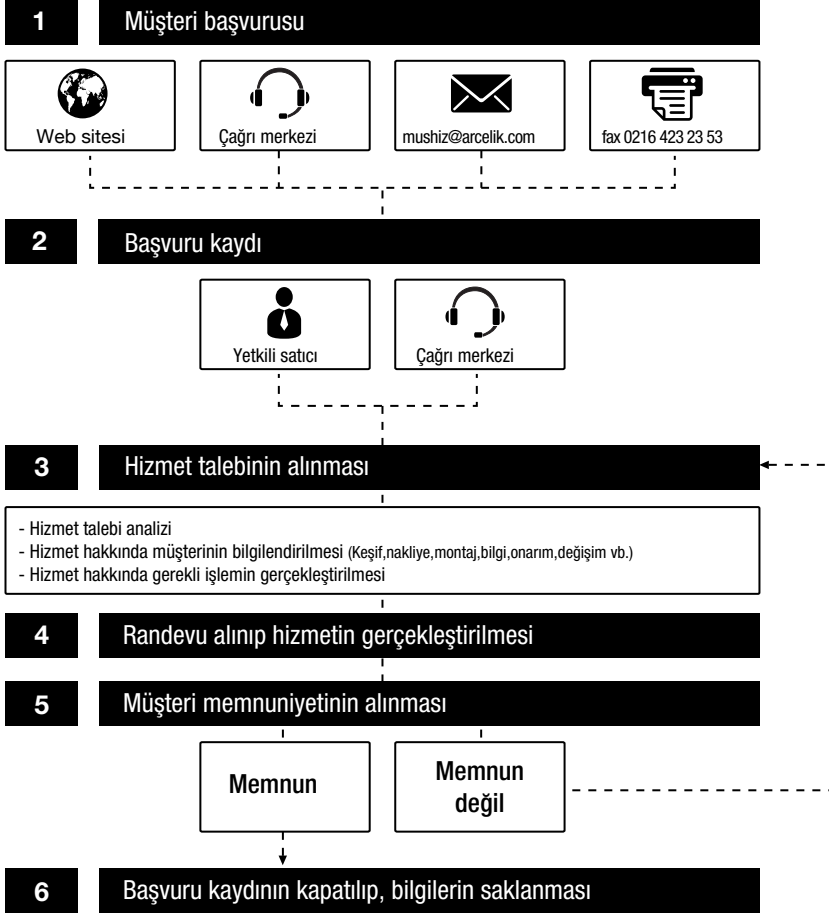 1 Müşteri başvurusu
Web sitesi
Çağrı merkezi
mushiz@arcelik.com
fax 0216 423 23 53
2 Başvuru kaydı
Yetkili satıcı
Çağrı merkezi
3 Hizmet talebinin alınması
- Hizmet talebi analizi
- Hizmet hakkında müşterinin bilgilendirilmesi (Keşif,nakliye,montaj,bilgi,onarım,değişim vb.)
- Hizmet hakkında gerekli işlemin gerçekleştirilmesi
4 Randevu alınıp hizmetin gerçekleştirilmesi
5 Müşteri memnuniyetinin alınması
Memnun
Memnun
değil
6 Başvuru kaydının kapatılıp, bilgilerin saklanması